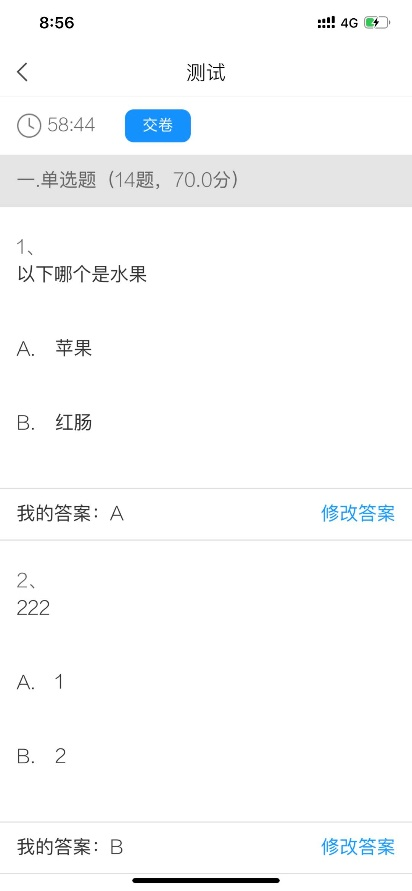 8:56
4G
测试
58:44
交卷
一.单选题（14题，70.0分）
1、
以下哪个是水果
A. 苹果
B. 红肠
我的答案：A
修改答案
2、
222
A. 1
B. 2
我的答案：B
修改答案